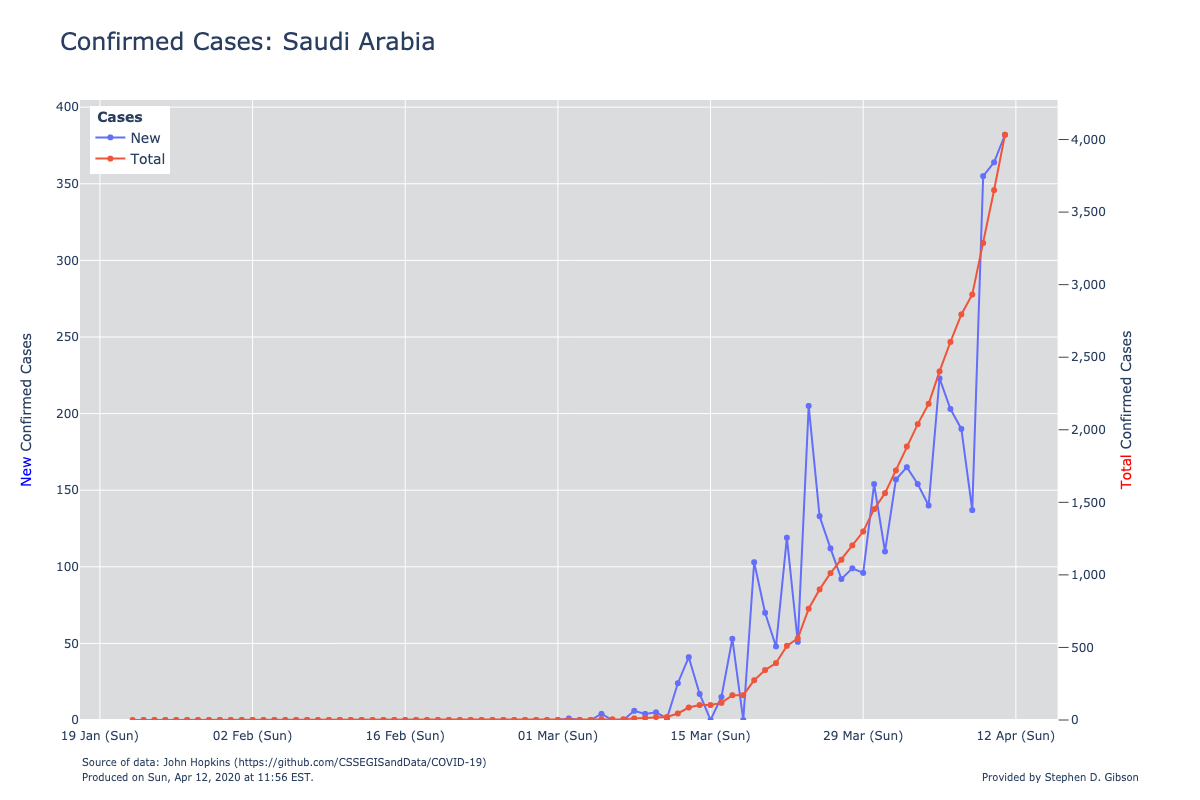 Confirmed Cases: Saudi Arabia
Cases
New
Total
400
350
300
250
200
150
100
50
0
New Confirmed Cases
4,000
3,500
3,000
2,500
2,000
1,500
1,000
500
0
Total Confirmed Cases
19 Jan (Sun)
02 Feb (Sun)
16 Feb (Sun)
01 Mar (Sun)
15 Mar (Sun)
29 Mar (Sun)
12 Apr (Sun)
Source of data: John Hopkins (https://github.com/CSSEGISandData/COVID-19)
Produced on Sun, Apr 12, 2020 at 11:56 EST.
Provided by Stephen D. Gibson